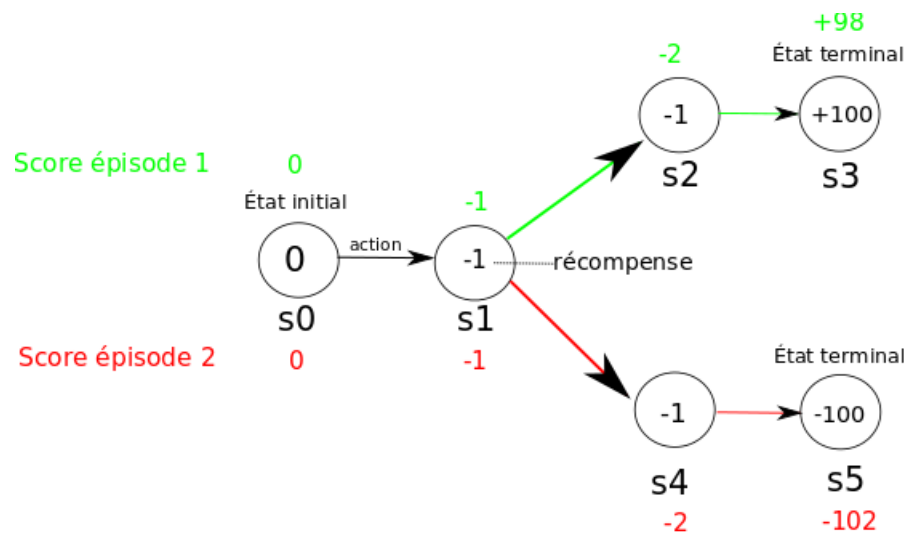 +98
-2
État terminal
-1
+100
Score épisode 1
0
s2
s3
État initial
-1
0
action
-1
récompense
s0
s1
Score épisode 2
0
-1
État terminal
-1
-100
s4
s5
-2
-102